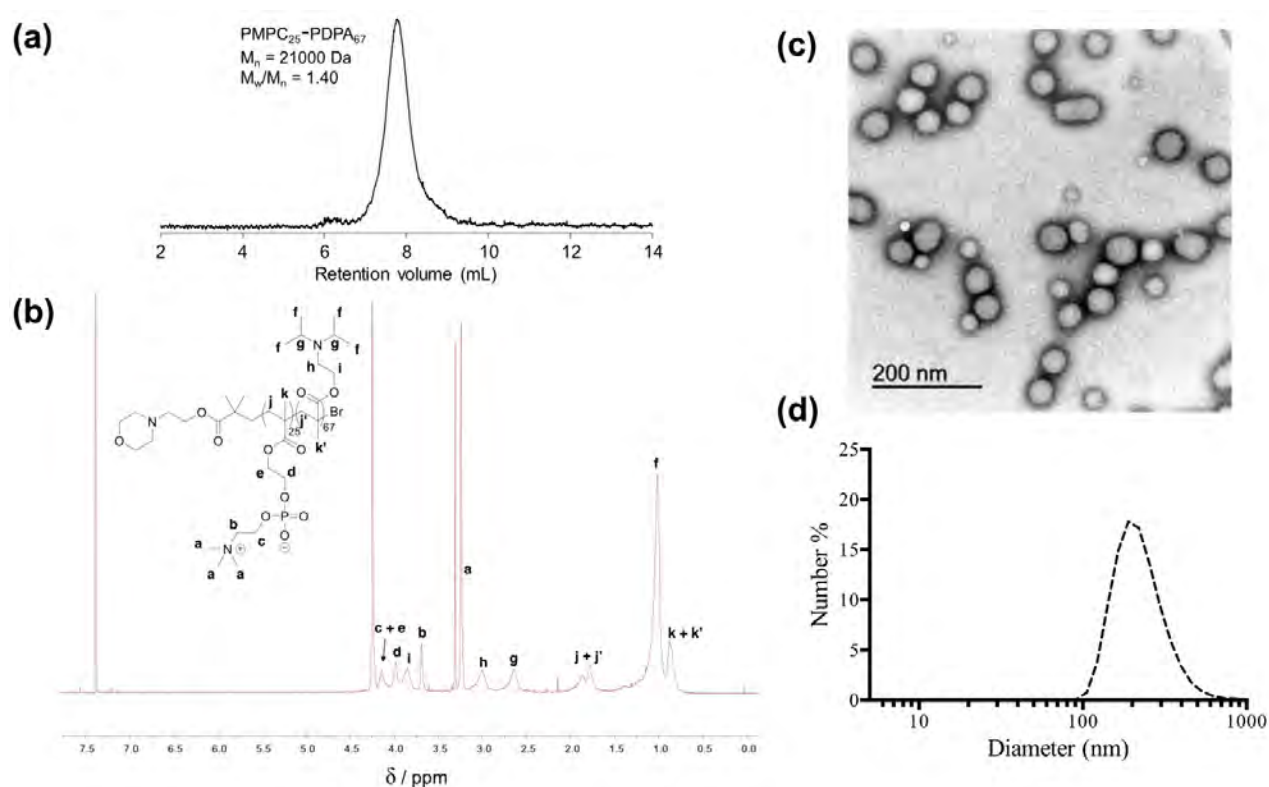 (a)
PMPC25-PDPA67
Mn = 21000 Da
Mw/Mn = 1.40
2 4 6 8 10 12 14
Retention volume (mL)
(b)
f f
g N g
f f
h i
O O
j k Br
25 j' 67
N O O k'
O O O O
e d
O
b O P O
a N ⊕ c O
⊖
a a
a
c + e
d i b
h g
j + j'
f
k + k'
7.5 7.0 6.5 6.0 5.5 5.0 4.5 4.0 3.5 3.0 2.5 2.0 1.5 1.0 0.5 0.0
δ / ppm
(c)
200 nm
(d)
25
20
15
10
5
0
Number %
10 100 1000
Diameter (nm)